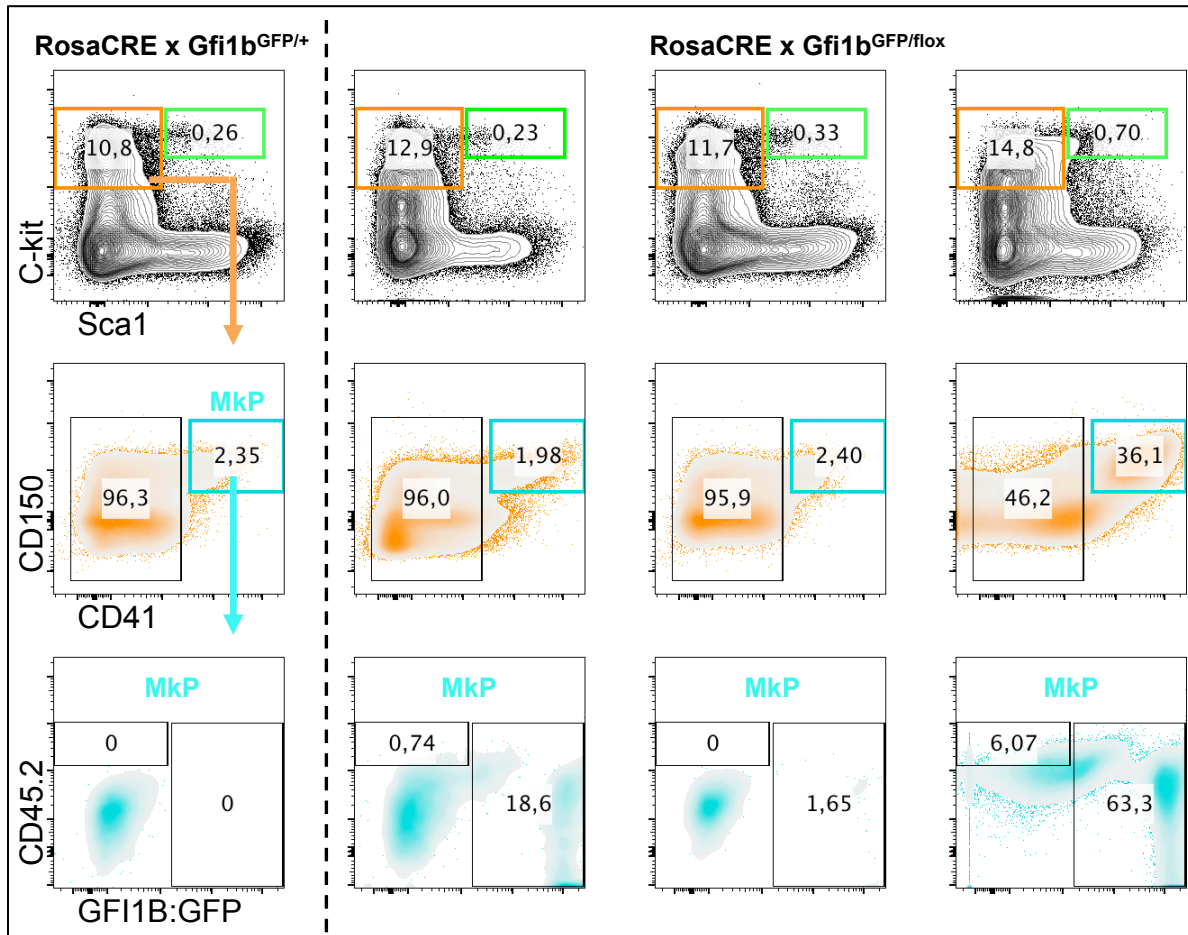 RosaCRE x Gfi1bGFP/+
RosaCRE x Gfi1bGFP/flox
C-kit
10,8
0,26
12,9
0,23
11,7
0,33
14,8
0,70
Sca1
CD150
MkP
96,3
2,35
96,0
1,98
95,9
2,40
46,2
36,1
CD41
CD45.2
MkP
0
0
MkP
0,74
18,6
MkP
0
1,65
MkP
6,07
63,3
GFI1B:GFP